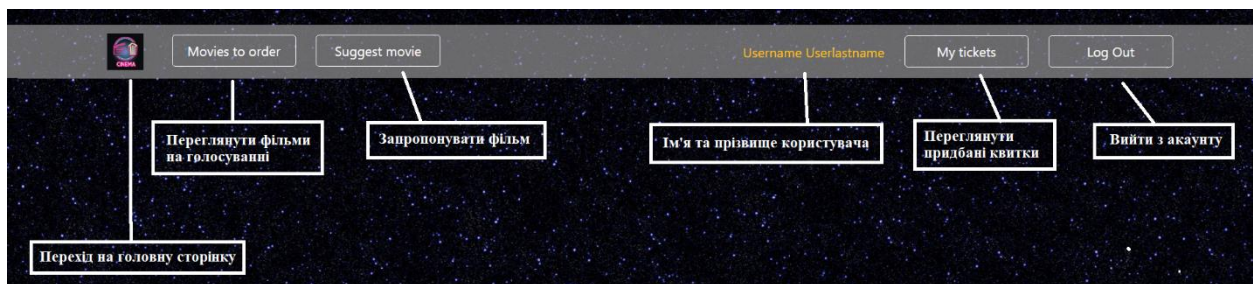 CINEMA
Movies to order
Suggest movie
Username Userlastname
My tickets
Log Out
Переглянути фільми
на голосуванні
Запропонувати фільм
Ім'я та прізвище користувача
Переглянути
придбані квитки
Вийти з акаунту
Перехід на головну сторінку